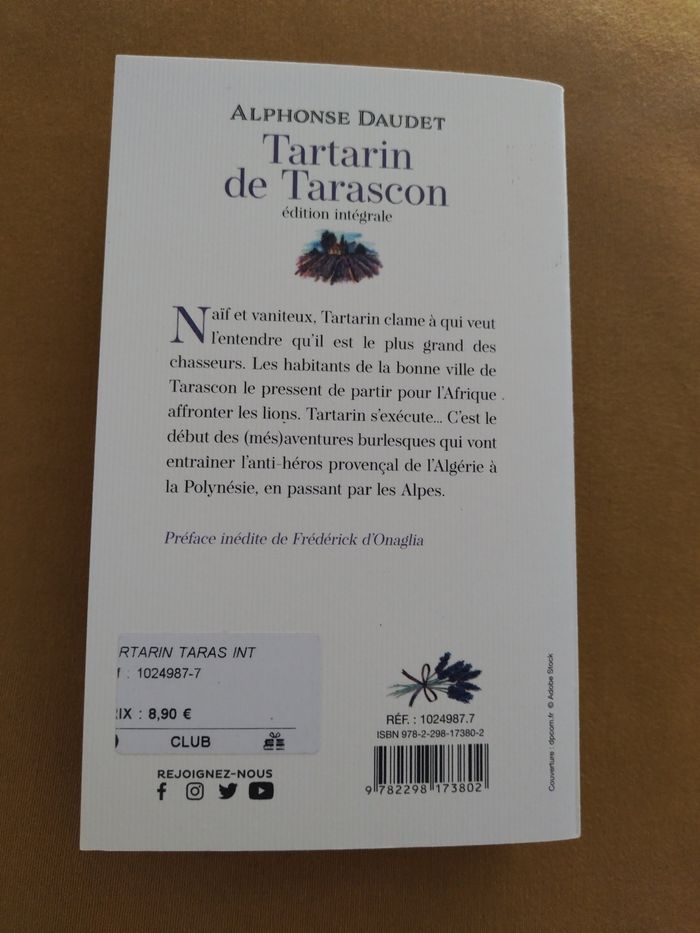 ALPHONSE DAUDET
Tartarin
de Tarascon
édition intégrale
Naïf et vaniteux, Tartarin clame à qui veut
l'entendre qu'il est le plus grand des
chasseurs. Les habitants de la bonne ville de
Tarascon le pressent de partir pour l'Afrique
affronter les lions. Tartarin s'exécute... C'est le
début des (més)aventures burlesques qui vont
entraîner l'anti-héros provençal de l'Algérie à
la Polynésie, en passant par les Alpes.
Préface inédite de Frédérick d'Onaglia
RTARIN TARAS INT
f : 1024987-7
RIX : 8,90 €
CLUB
REJOIGNEZ-NOUS
RÉF. : 1024987.7
ISBN 978-2-298-17380-2
9 782298 173802
Couverture : dpcom.fr © Adobe Stock